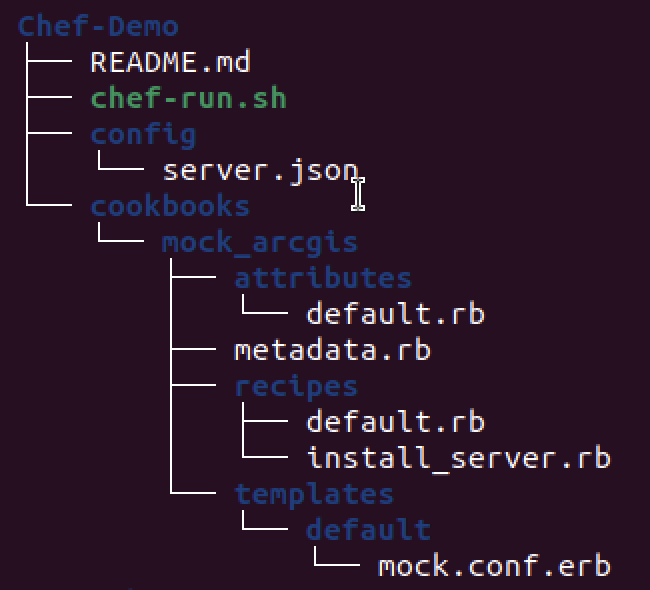 Chef-Demo
README.md
chef-run.sh
config
server.json
cookbooks
mock_arcgis
attributes
default.rb
metadata.rb
recipes
default.rb
install_server.rb
templates
default
mock.conf.erb